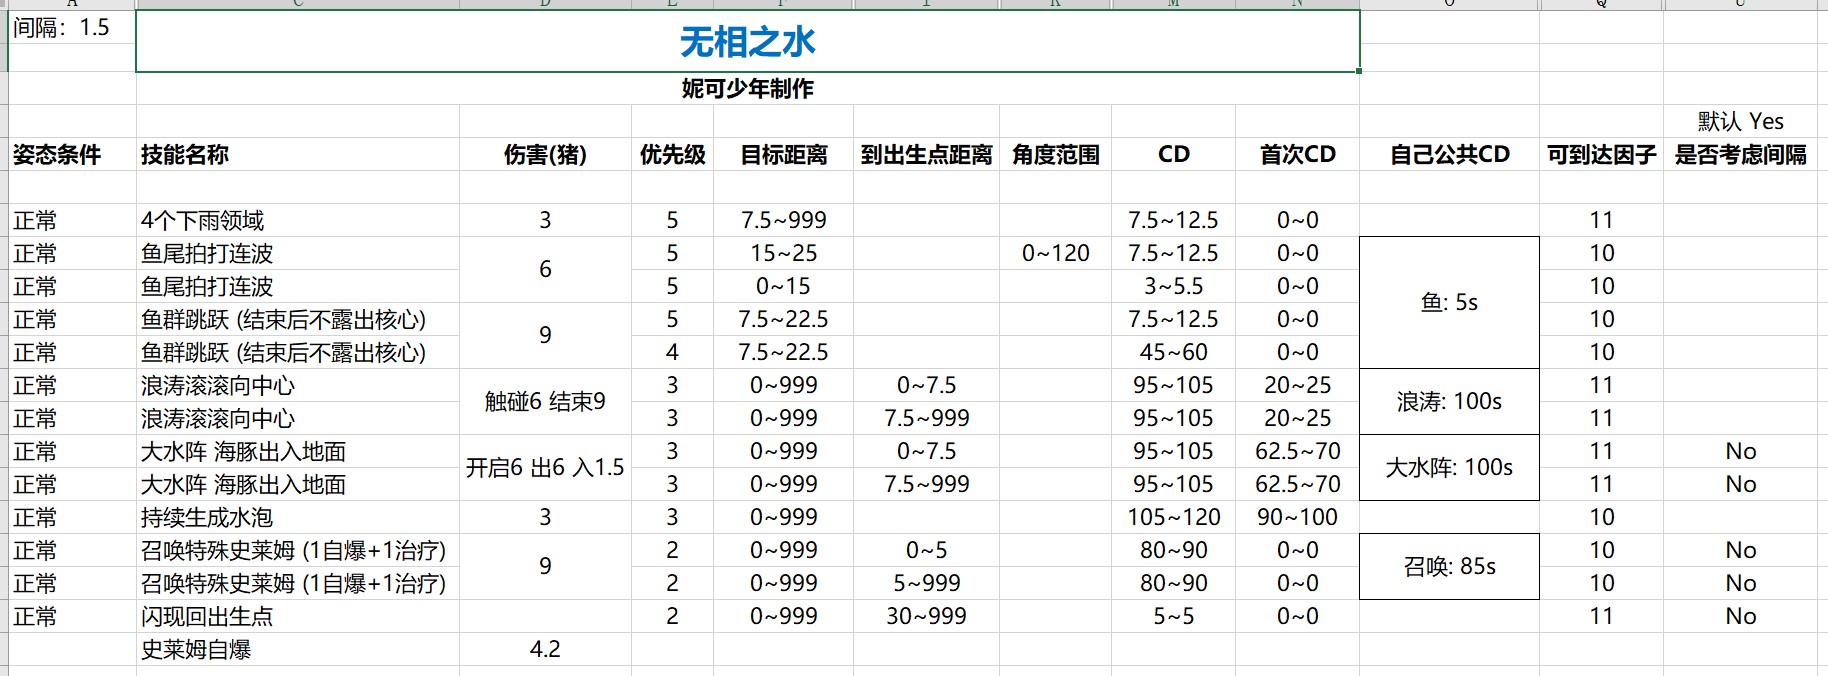 A C D E F I K M N O Q U
间隔：1.5 无相之水
妮可少年制作
默认 Yes
姿态条件 技能名称 伤害(猪) 优先级 目标距离 到出生点距离 角度范围 CD 首次CD 自己公共CD 可到达因子 是否考虑间隔
正常 4个下雨领域 3 5 7.5~999 7.5~12.5 0~0 11
正常 鱼尾拍打连波 6 5 15~25 0~120 7.5~12.5 0~0 鱼: 5s 10
正常 鱼尾拍打连波 5 0~15 3~5.5 0~0 10
正常 鱼群跳跃 (结束后不露出核心) 9 5 7.5~22.5 7.5~12.5 0~0 10
正常 鱼群跳跃 (结束后不露出核心) 4 7.5~22.5 45~60 0~0 10
正常 浪涛滚滚向中心 触碰6 结束9 3 0~999 0~7.5 95~105 20~25 浪涛: 100s 11
正常 浪涛滚滚向中心 3 0~999 7.5~999 95~105 20~25 11
正常 大水阵 海豚出入地面 开启6 出6 入1.5 3 0~999 0~7.5 95~105 62.5~70 大水阵: 100s 11 No
正常 大水阵 海豚出入地面 3 0~999 7.5~999 95~105 62.5~70 11 No
正常 持续生成水泡 3 3 0~999 105~120 90~100 10
正常 召唤特殊史莱姆 (1自爆+1治疗) 9 2 0~999 0~5 80~90 0~0 召唤: 85s 10 No
正常 召唤特殊史莱姆 (1自爆+1治疗) 2 0~999 5~999 80~90 0~0 10 No
正常 闪现回出生点 2 0~999 30~999 5~5 0~0 11 No
史莱姆自爆 4.2